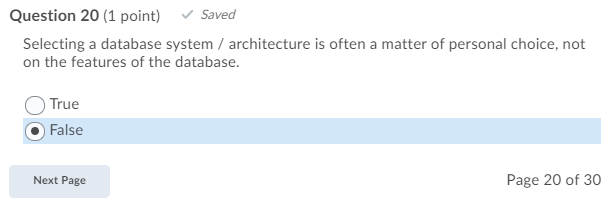 Question 20 (1 point) Saved
Selecting a database system / architecture is often a matter of personal choice, not
on the features of the database.
True
False
Next Page Page 20 of 30